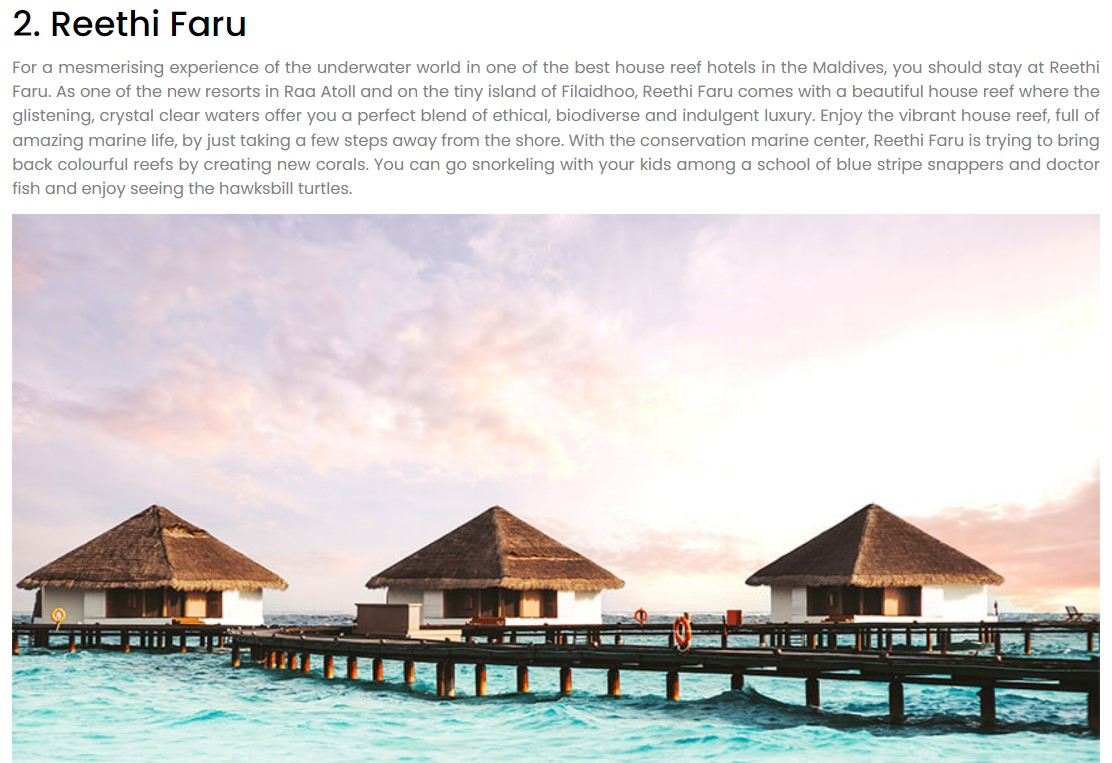 2. Reethi Faru
For a mesmerising experience of the underwater world in one of the best house reef hotels in the Maldives, you should stay at Reethi
Faru. As one of the new resorts in Raa Atoll and on the tiny island of Filaidhoo, Reethi Faru comes with a beautiful house reef where the
glistening, crystal clear waters offer you a perfect blend of ethical, biodiverse and indulgent luxury. Enjoy the vibrant house reef, full of
amazing marine life, by just taking a few steps away from the shore. With the conservation marine center, Reethi Faru is trying to bring
back colourful reefs by creating new corals. You can go snorkeling with your kids among a school of blue stripe snappers and doctor
fish and enjoy seeing the hawksbill turtles.